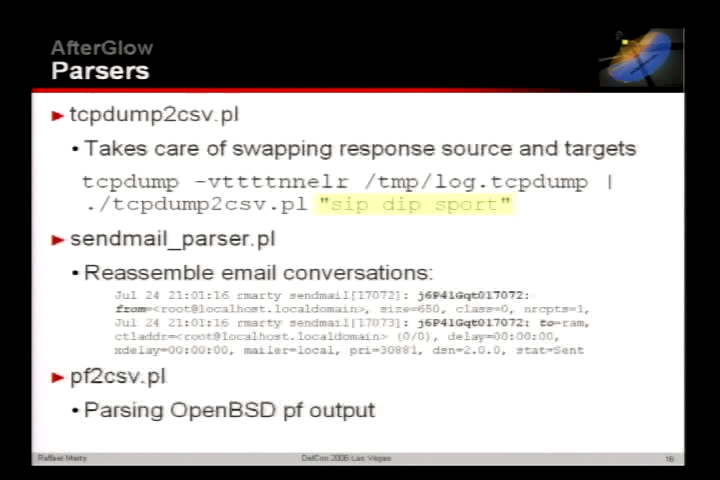 AfterGlow
Parsers
► tcpdump2csv.pl
• Takes care of swapping response source and targets
tcpdump -vttttnnelr /tmp/log.tcpdump |
./tcpdump2csv.pl "sip dip sport"
► sendmail_parser.pl
• Reassemble email conversations:
Jul 24 21:01:16 rmarty sendmail[17072]: j6P41Gqt017072:
from=<root@localhost.localdomain>, size=650, class=0, nrcpts=1,
Jul 24 21:01:16 rmarty sendmail[17073]: j6P41Gqt017072: to=ram,
ctladdr=<root@localhost.localdomain> (0/0), delay=00:00:00,
xdelay=00:00:00, mailer=local, pri=30881, dsn=2.0.0, stat=Sent
► pf2csv.pl
• Parsing OpenBSD pf output
Raffael Marty DefCon 2006 Las Vegas 16